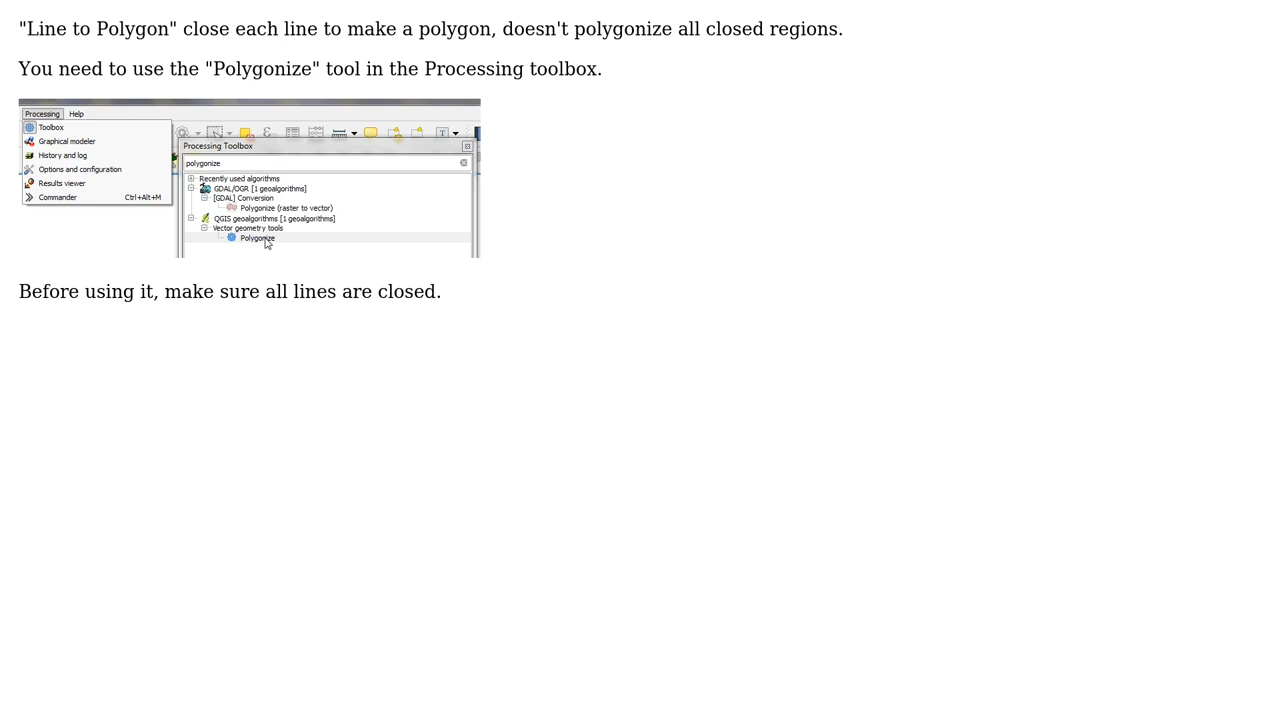 "Line to Polygon" close each line to make a polygon, doesn't polygonize all closed regions.
You need to use the "Polygonize" tool in the Processing toolbox.
Processing Help
Toolbox
Graphical modeler
History and log
Options and configuration
Results viewer
Commander Ctrl+Alt+M
Processing Toolbox
polygonize
Recently used algorithms
GDAL/OGR [1 geoalgorithms]
[GDAL] Conversion
Polygonize (raster to vector)
QGIS geoalgorithms [1 geoalgorithms]
Vector geometry tools
Polygonize
Before using it, make sure all lines are closed.